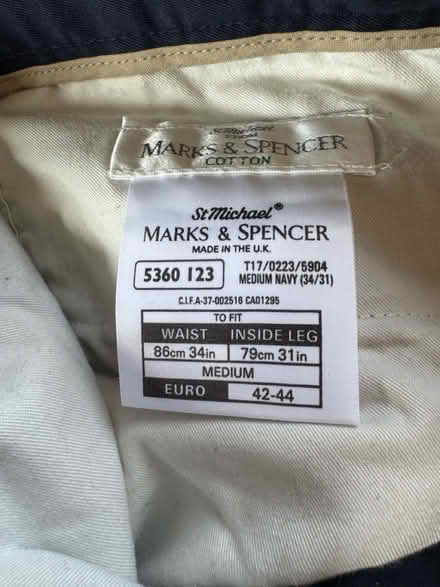 St Michael
FROM
MARKS & SPENCER
COTTON
St Michael®
MARKS & SPENCER
MADE IN THE U.K.
5360 123
T17/0223/5904
MEDIUM NAVY (34/31)
C.I.F.A-37-002516 CA01295
TO FIT
WAIST INSIDE LEG
86cm 34in 79cm 31in
MEDIUM
EURO 42-44